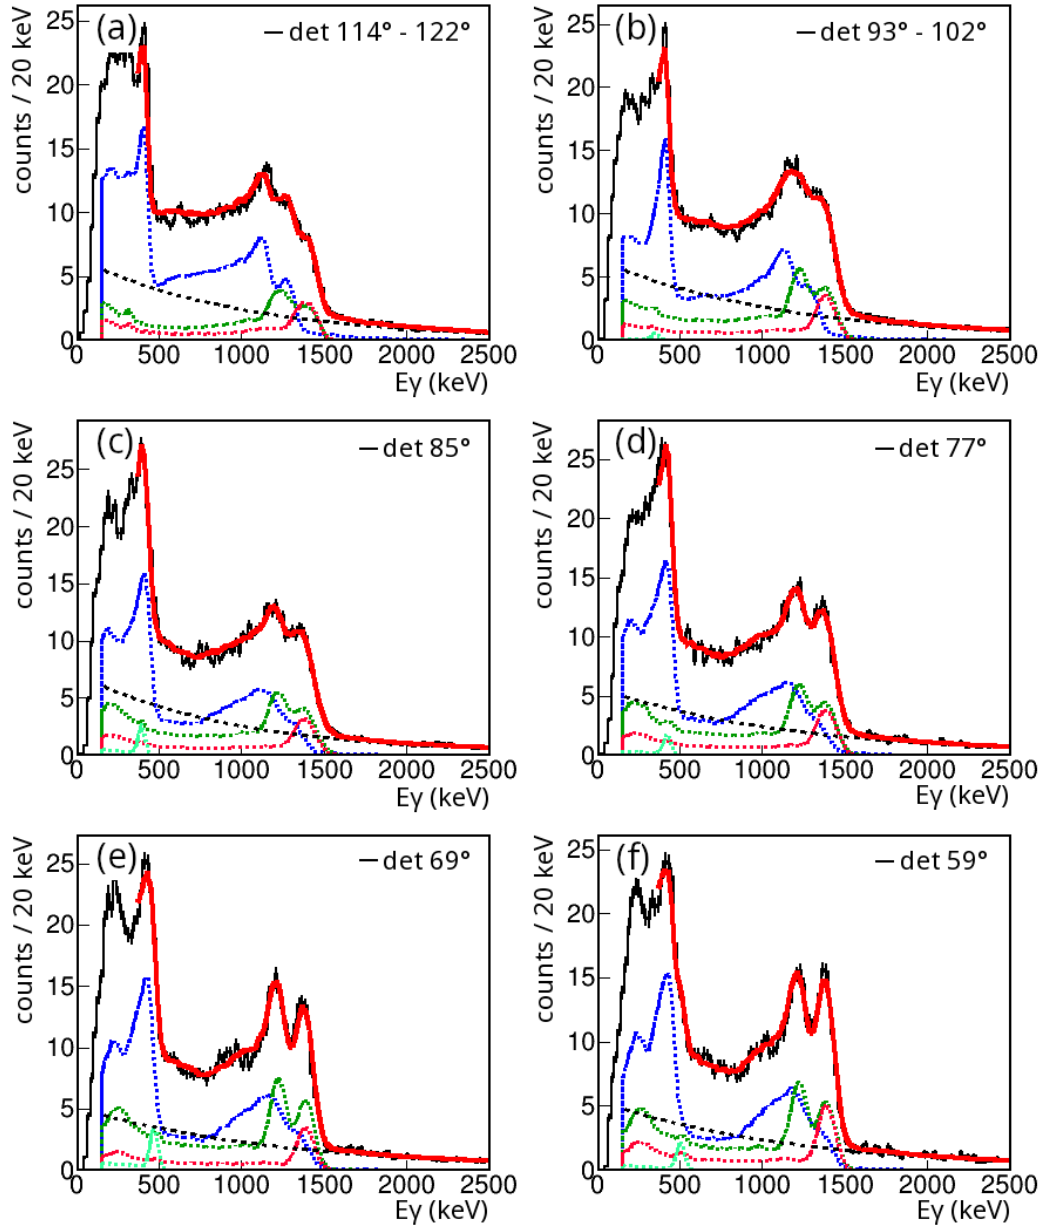 (a) det 114° - 122°
counts / 20 keV
25
20
15
10
5
0
0 500 1000 1500 2000 2500
Eγ (keV)
(b) det 93° - 102°
counts / 20 keV
25
20
15
10
5
0
0 500 1000 1500 2000 2500
Eγ (keV)
(c) det 85°
counts / 20 keV
25
20
15
10
5
0
0 500 1000 1500 2000 2500
Eγ (keV)
(d) det 77°
counts / 20 keV
25
20
15
10
5
0
0 500 1000 1500 2000 2500
Eγ (keV)
(e) det 69°
counts / 20 keV
25
20
15
10
5
0
0 500 1000 1500 2000 2500
Eγ (keV)
(f) det 59°
counts / 20 keV
25
20
15
10
5
0
0 500 1000 1500 2000 2500
Eγ (keV)